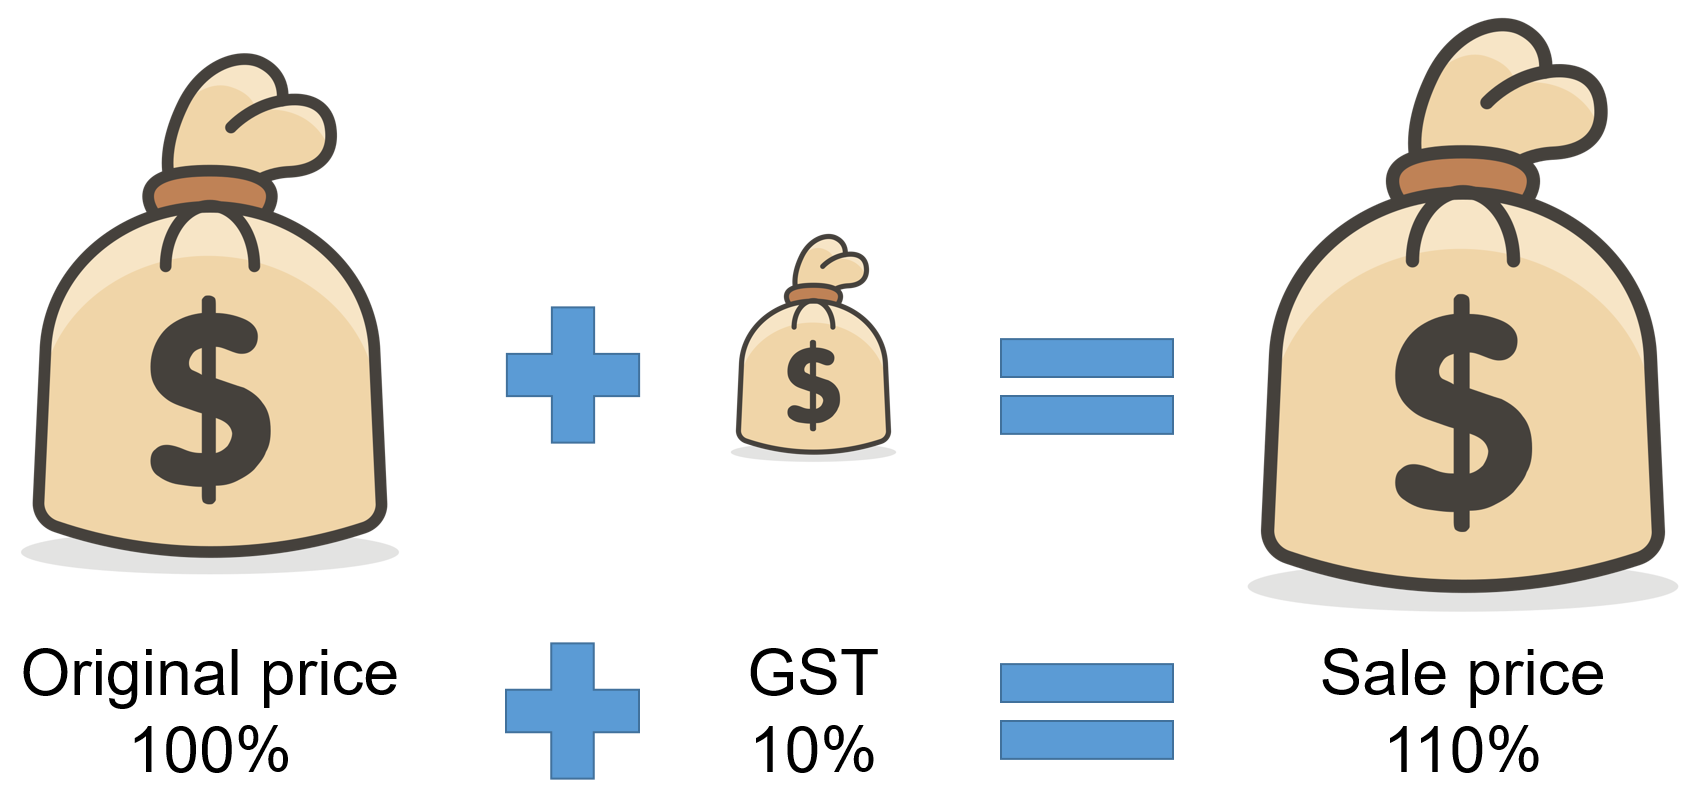 $
$
$
Original price
GST
Sale price
100%
10%
110%